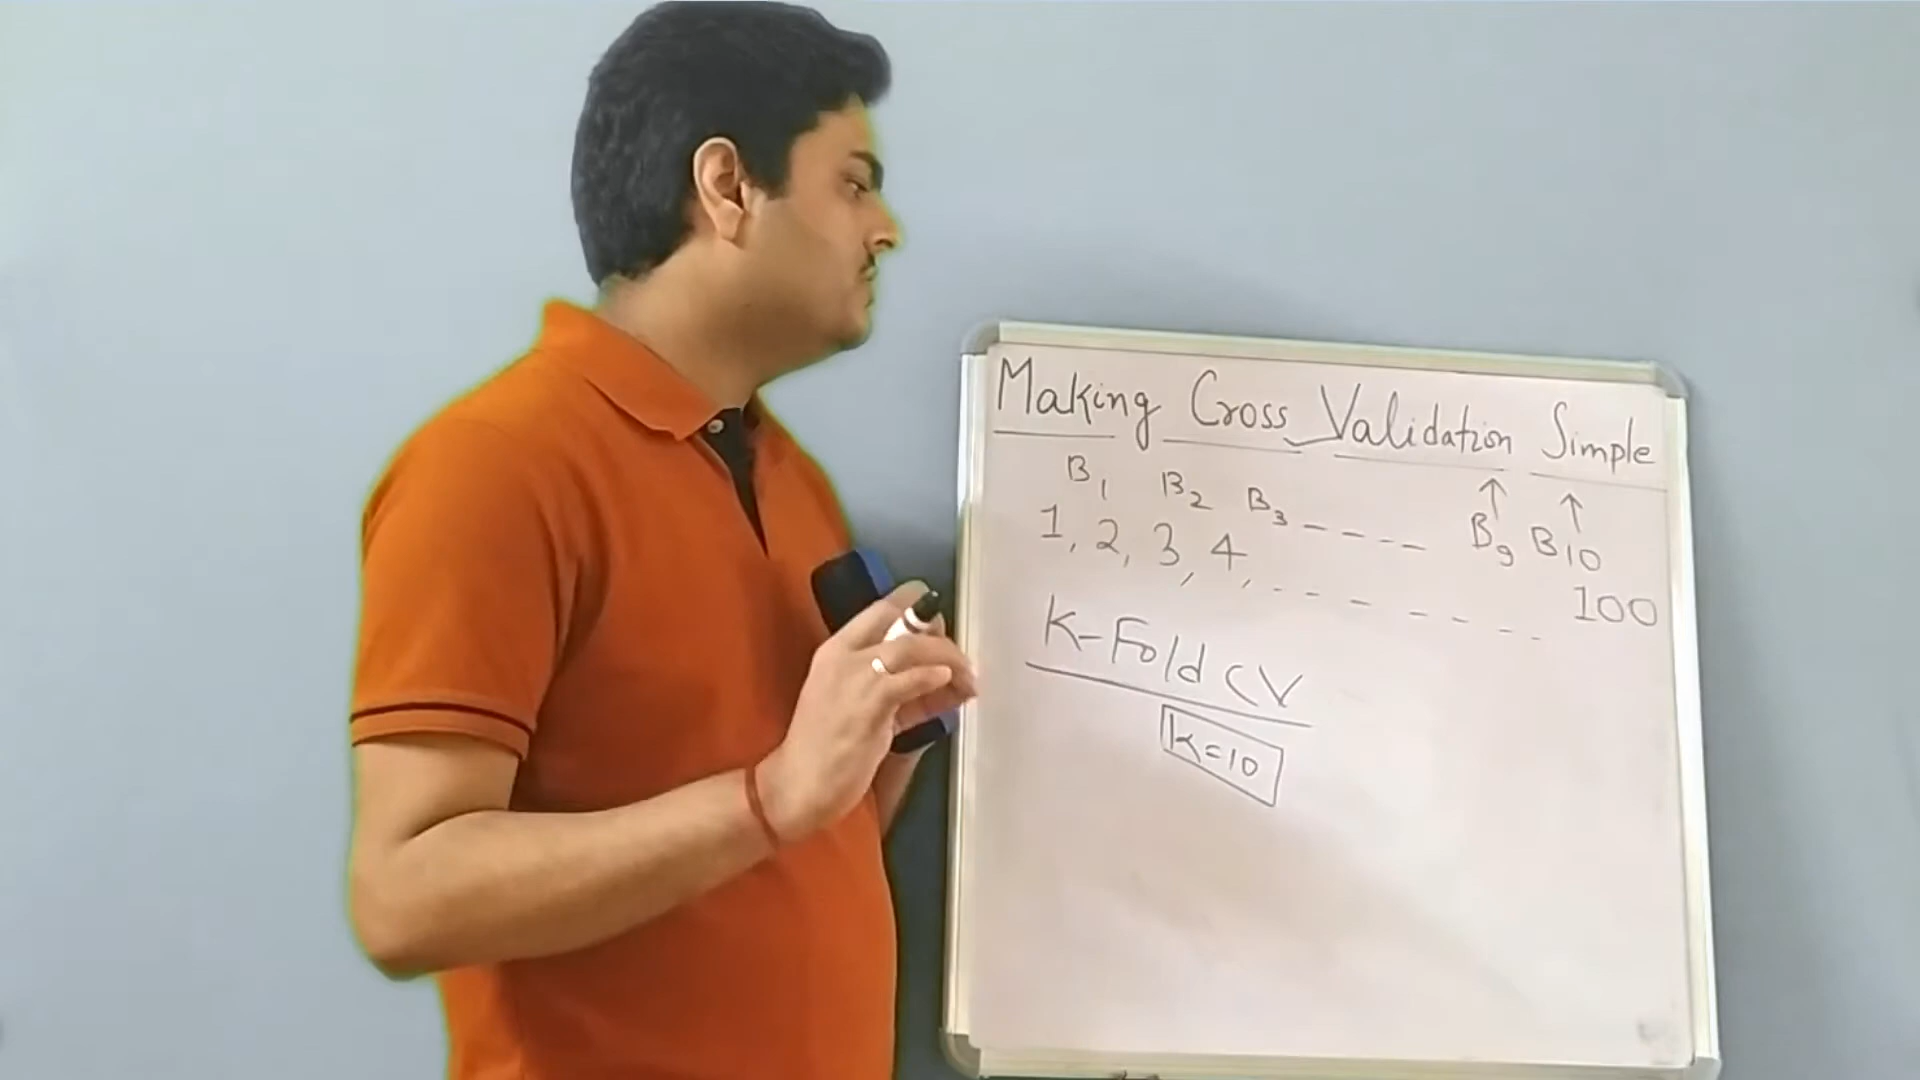 Making Cross Validation Simple
B1 B2 B3 ---- B9 B10
1, 2, 3, 4, ------- 100
K-Fold CV
K=10